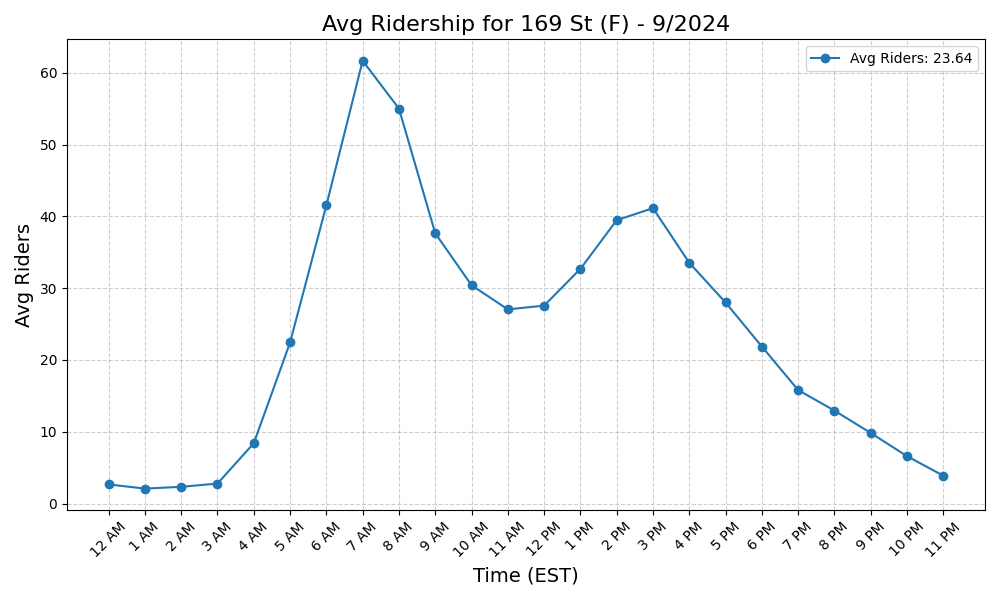 Avg Ridership for 169 St (F) - 9/2024
Avg Riders: 23.64
Avg Riders
60
50
40
30
20
10
0
12 AM
1 AM
2 AM
3 AM
4 AM
5 AM
6 AM
7 AM
8 AM
9 AM
10 AM
11 AM
12 PM
1 PM
2 PM
3 PM
4 PM
5 PM
6 PM
7 PM
8 PM
9 PM
10 PM
11 PM
Time (EST)